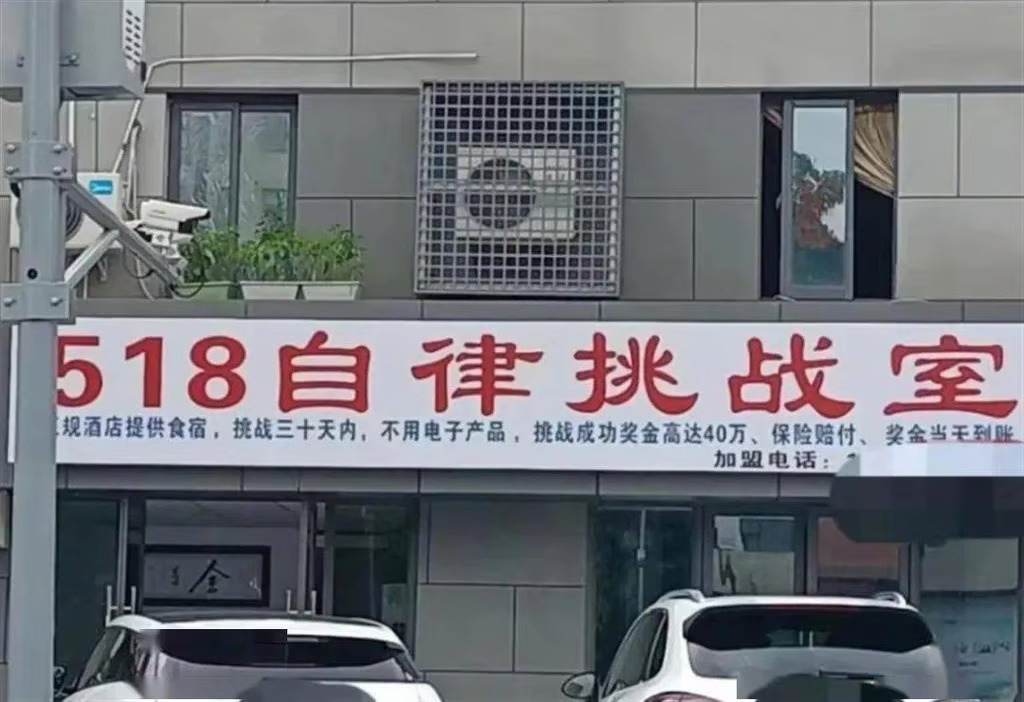 518自律挑战室
规酒店提供食宿，挑战三十天内，不用电子产品，挑战成功奖金高达40万、保险赔付、奖金当天到账
加盟电话：1
Midea